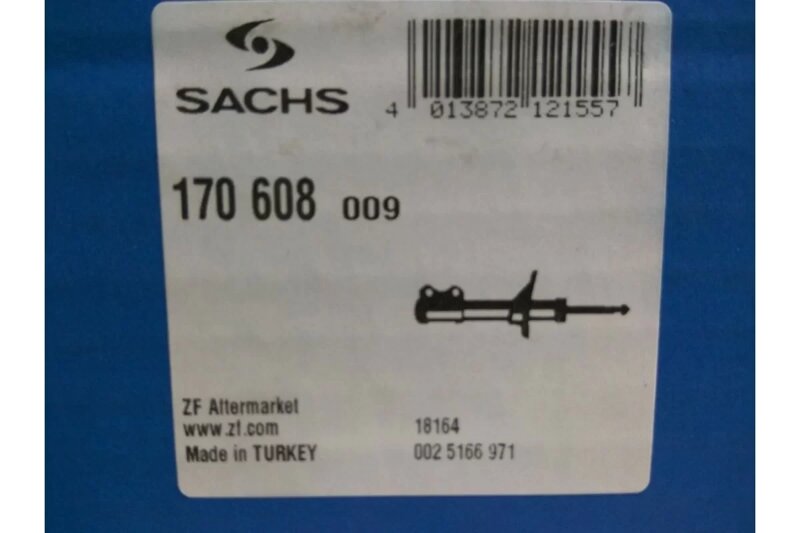 SACHS
4 013872 121557
170 608 009
ZF Aftermarket
www.zf.com
Made in TURKEY
18164
002 5166 971